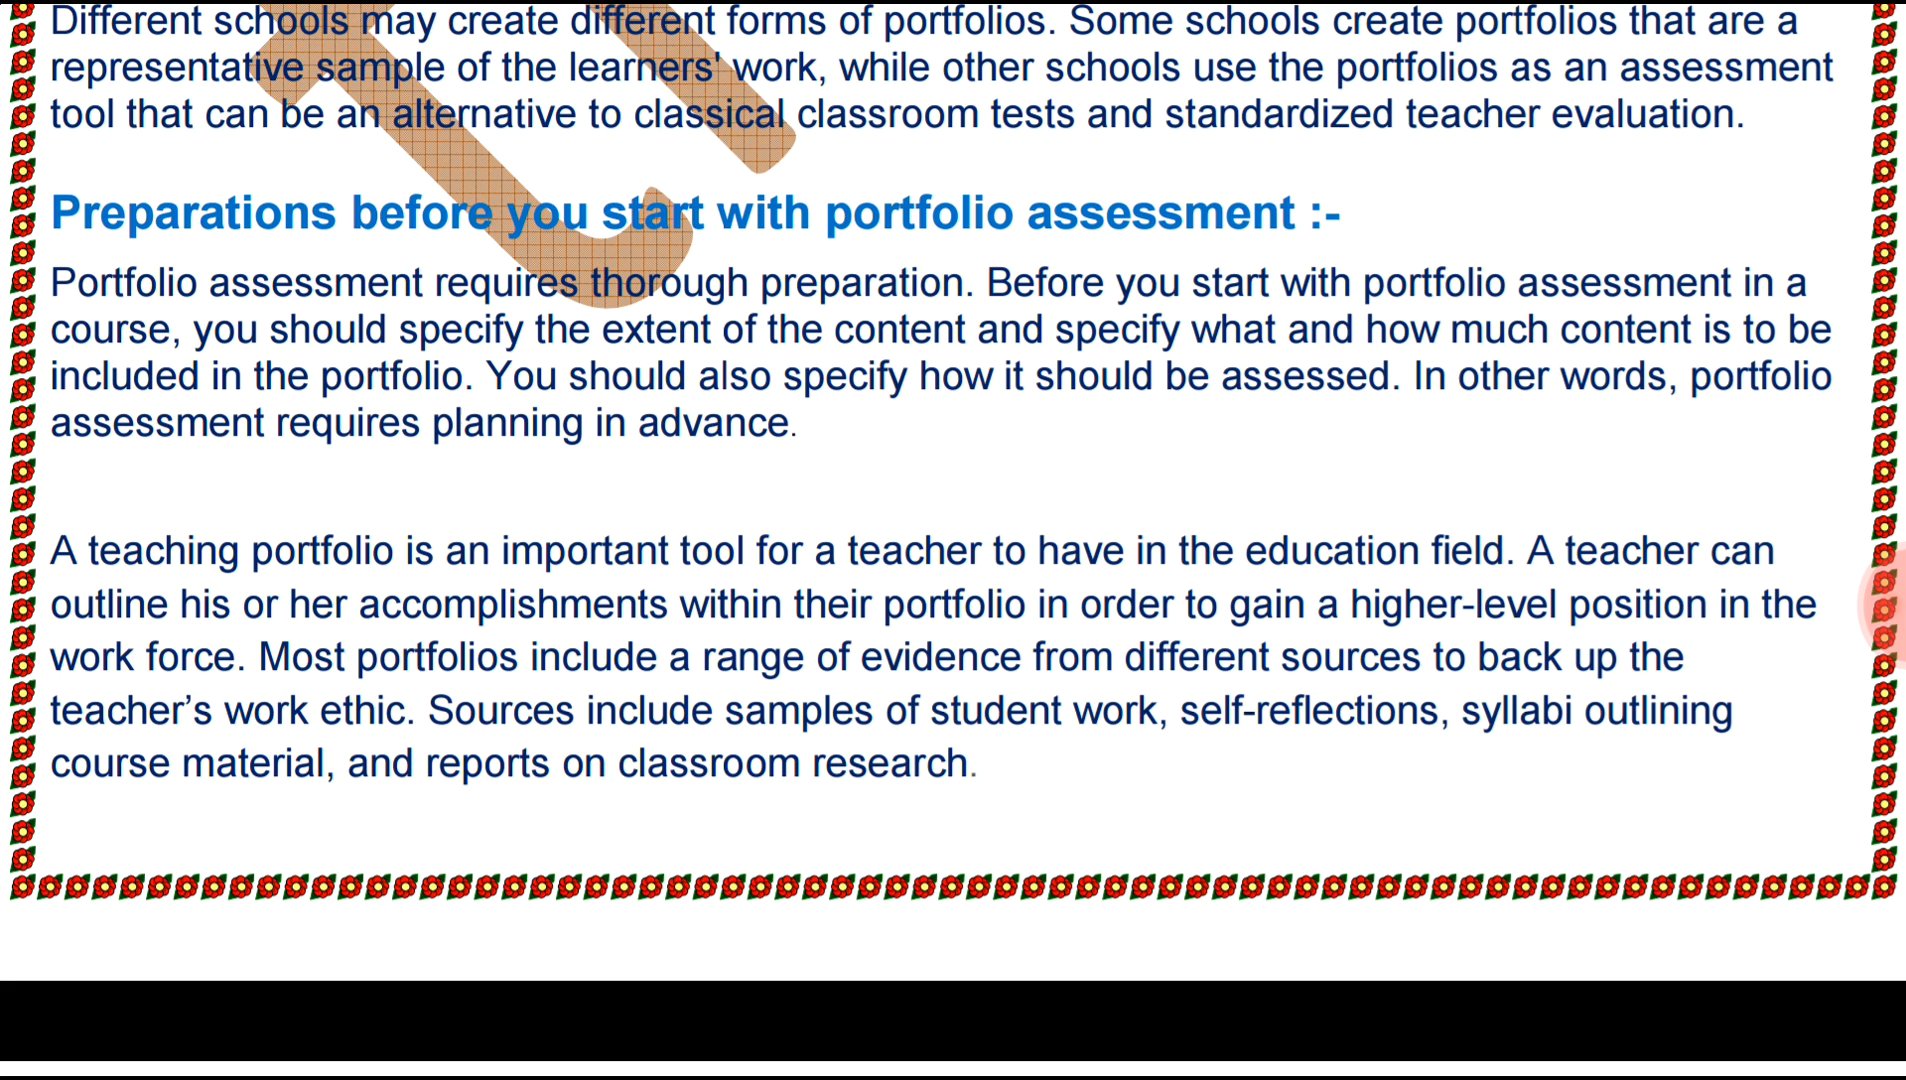 Different schools may create different forms of portfolios. Some schools create portfolios that are a
representative sample of the learners' work, while other schools use the portfolios as an assessment
tool that can be an alternative to classical classroom tests and standardized teacher evaluation.
Preparations before you start with portfolio assessment :-
Portfolio assessment requires thorough preparation. Before you start with portfolio assessment in a
course, you should specify the extent of the content and specify what and how much content is to be
included in the portfolio. You should also specify how it should be assessed. In other words, portfolio
assessment requires planning in advance.
A teaching portfolio is an important tool for a teacher to have in the education field. A teacher can
outline his or her accomplishments within their portfolio in order to gain a higher-level position in the
work force. Most portfolios include a range of evidence from different sources to back up the
teacher’s work ethic. Sources include samples of student work, self-reflections, syllabi outlining
course material, and reports on classroom research.